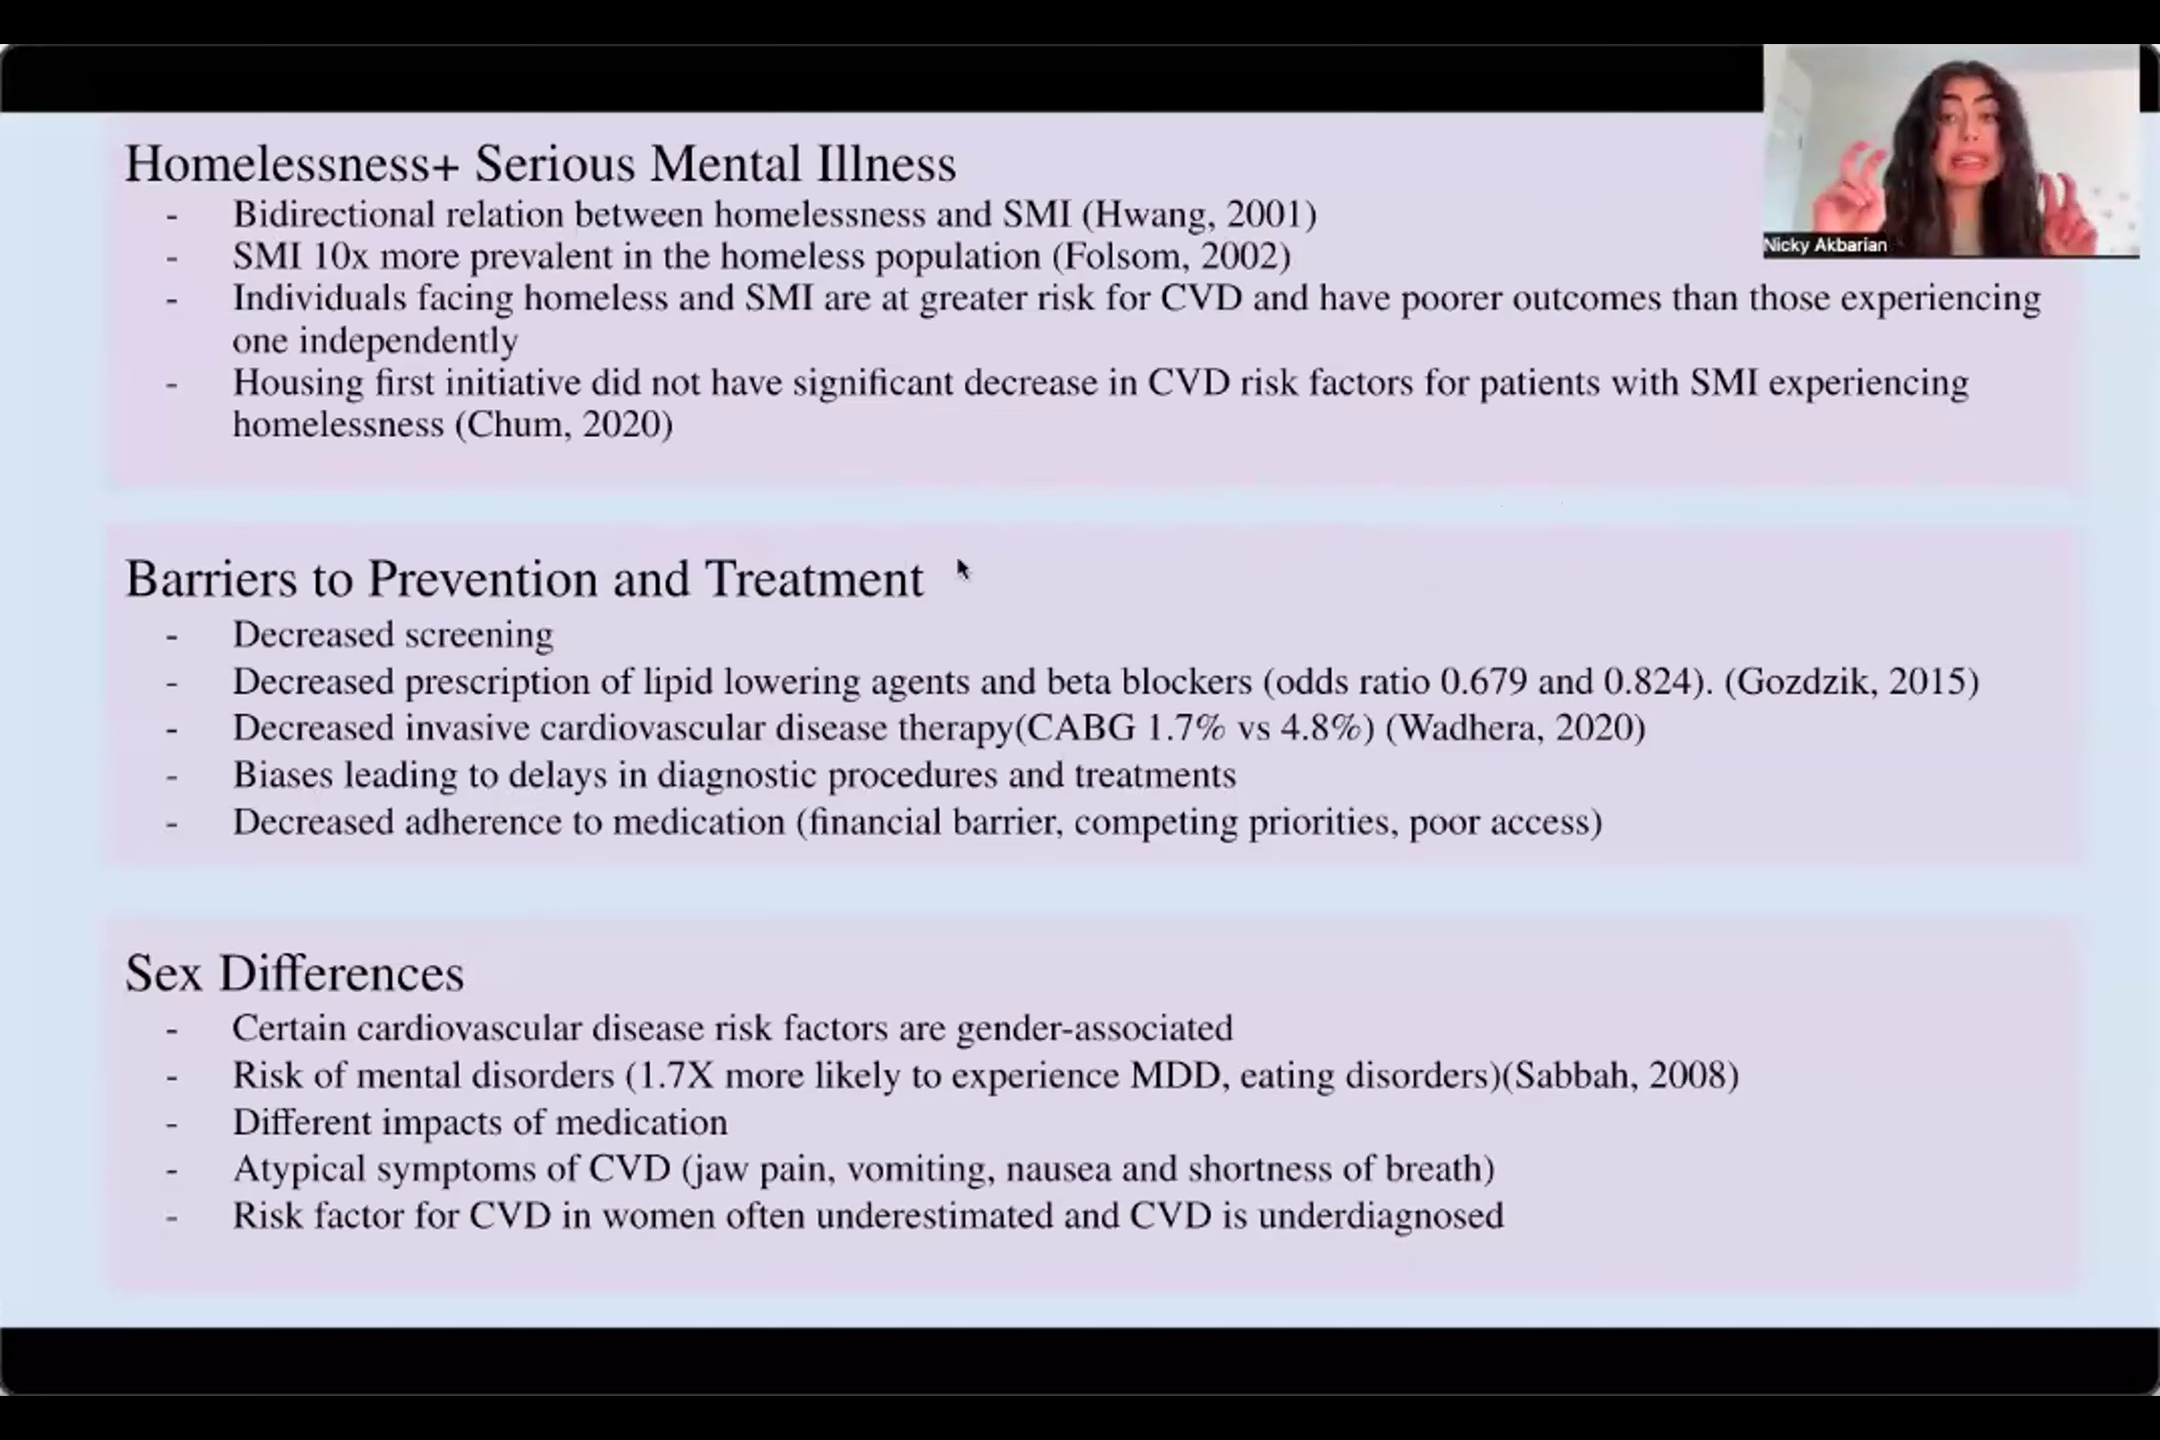 Homelessness+ Serious Mental Illness
- Bidirectional relation between homelessness and SMI (Hwang, 2001)
- SMI 10x more prevalent in the homeless population (Folsom, 2002)
- Individuals facing homeless and SMI are at greater risk for CVD and have poorer outcomes than those experiencing
one independently
- Housing first initiative did not have significant decrease in CVD risk factors for patients with SMI experiencing
homelessness (Chum, 2020)
Nicky Akbarian
Barriers to Prevention and Treatment
- Decreased screening
- Decreased prescription of lipid lowering agents and beta blockers (odds ratio 0.679 and 0.824). (Gozdzik, 2015)
- Decreased invasive cardiovascular disease therapy(CABG 1.7% vs 4.8%) (Wadhera, 2020)
- Biases leading to delays in diagnostic procedures and treatments
- Decreased adherence to medication (financial barrier, competing priorities, poor access)
Sex Differences
- Certain cardiovascular disease risk factors are gender-associated
- Risk of mental disorders (1.7X more likely to experience MDD, eating disorders)(Sabbah, 2008)
- Different impacts of medication
- Atypical symptoms of CVD (jaw pain, vomiting, nausea and shortness of breath)
- Risk factor for CVD in women often underestimated and CVD is underdiagnosed